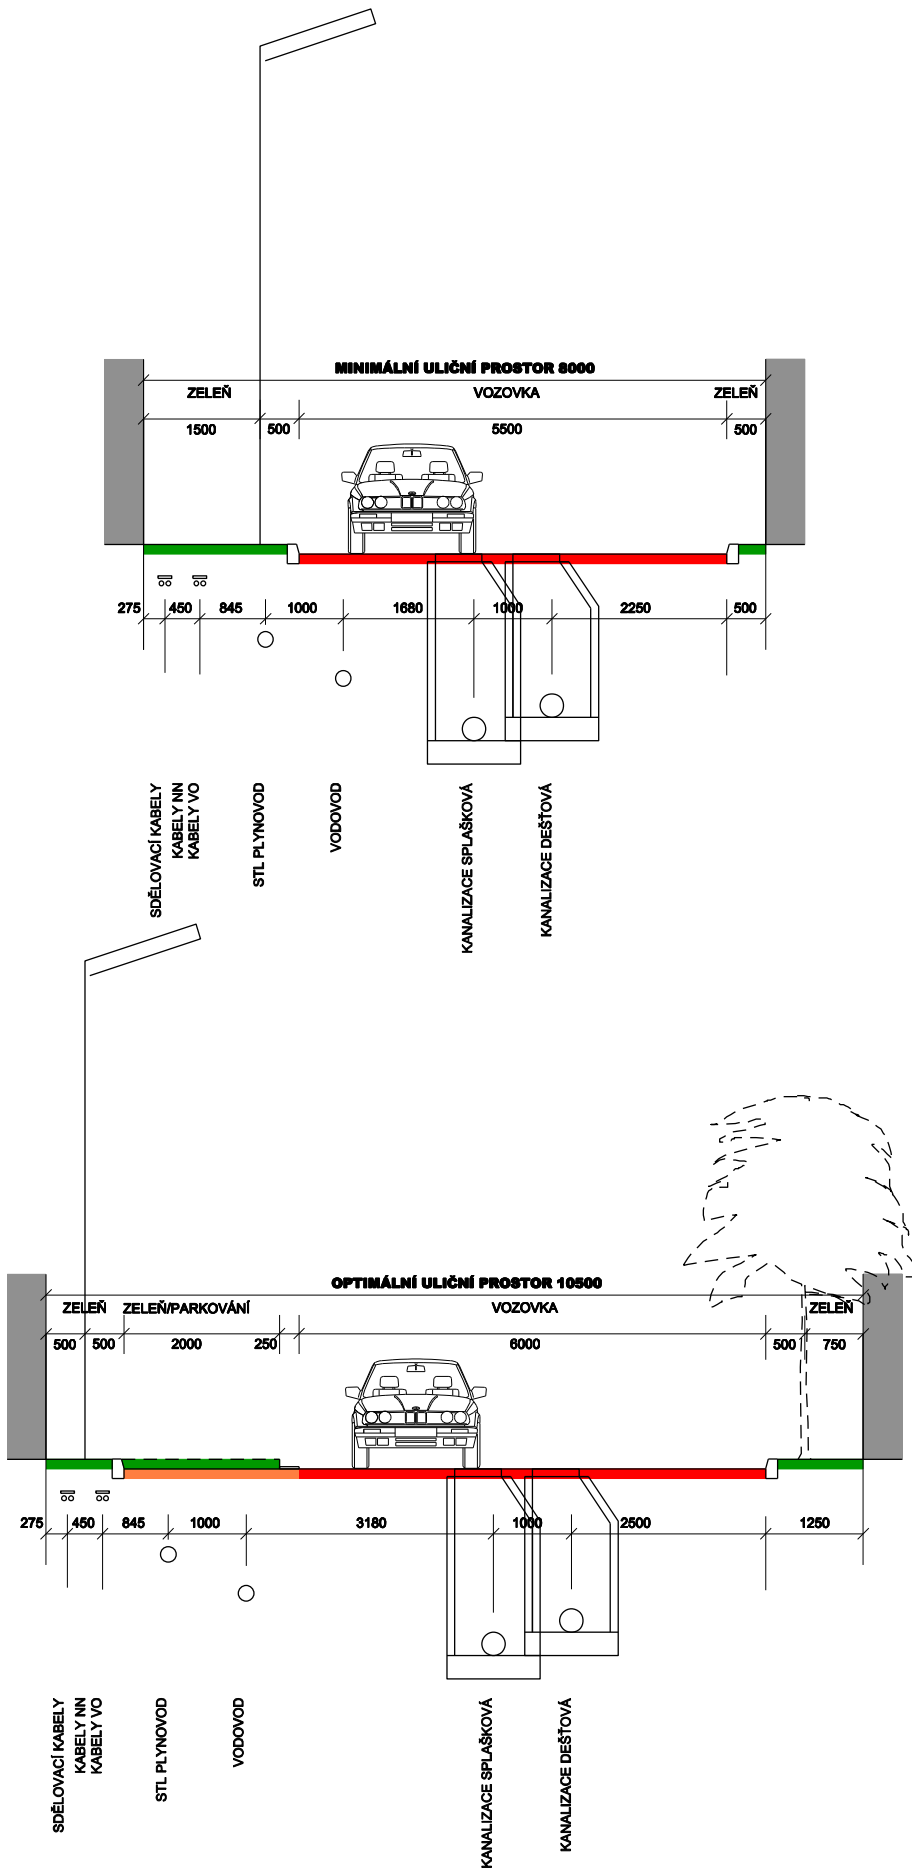 MINIMÁLNÍ ULIČNÍ PROSTOR 8000
ZELEŇ VOZOVKA ZELEŇ
1500 500 5500 500
275 450 845 1000 1680 1000 2250 500
SDĚLOVACÍ KABELY
KABELY NN
KABELY VO
STL PLYNOVOD
VODOVOD
KANALIZACE SPLAŠKOVÁ
KANALIZACE DEŠŤOVÁ
OPTIMÁLNÍ ULIČNÍ PROSTOR 10500
ZELEŇ ZELEŇ/PARKOVÁNÍ VOZOVKA ZELEŇ
500 500 2000 250 6000 500 750
275 450 845 1000 3180 1000 2500 1250
SDĚLOVACÍ KABELY
KABELY NN
KABELY VO
STL PLYNOVOD
VODOVOD
KANALIZACE SPLAŠKOVÁ
KANALIZACE DEŠŤOVÁ